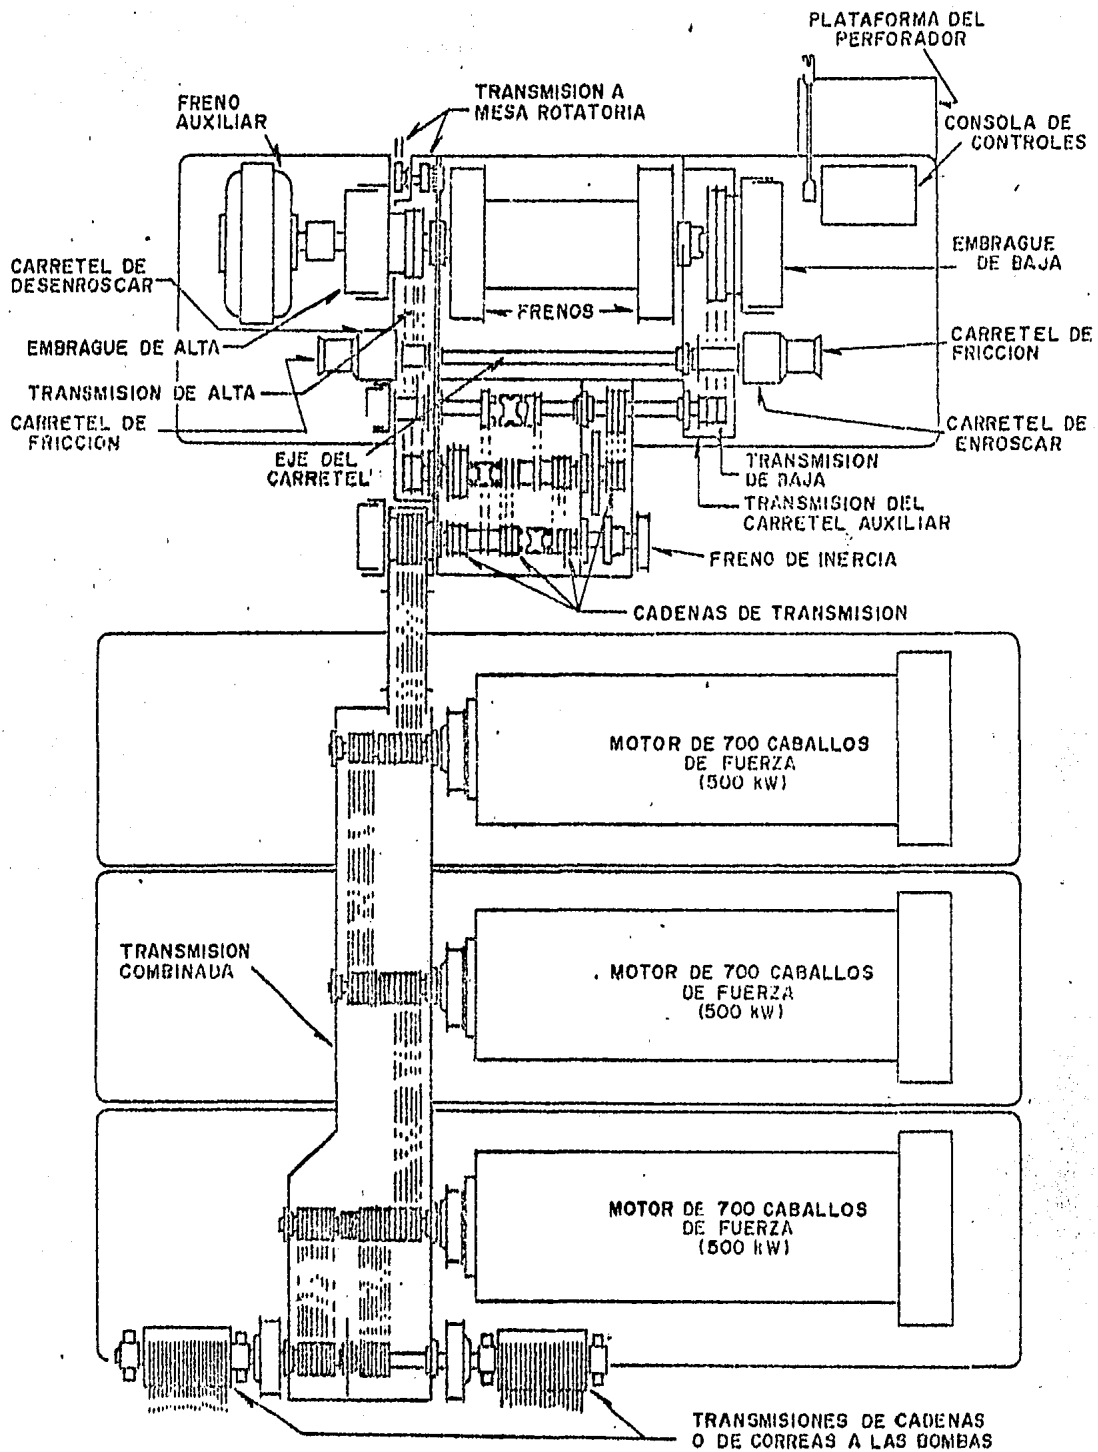 PLATAFORMA DEL
PERFORADOR
FRENO
AUXILIAR
TRANSMISION A
MESA ROTATORIA
CONSOLA DE
CONTROLES
CARRETEL DE
DESENROSCAR
EMBRAGUE
DE BAJA
FRENOS
EMBRAGUE DE ALTA
CARRETEL DE
FRICCION
TRANSMISION DE ALTA
CARRETEL DE
FRICCION
CARRETEL DE
ENROSCAR
EJE DEL
CARRETEL
TRANSMISION
DE BAJA
TRANSMISION DEL
CARRETEL AUXILIAR
FRENO DE INERCIA
CADENAS DE TRANSMISION
MOTOR DE 700 CABALLOS
DE FUERZA
(500 KW)
TRANSMISION
COMBINADA
MOTOR DE 700 CABALLOS
DE FUERZA
(500 KW)
MOTOR DE 700 CABALLOS
DE FUERZA
(500 KW)
TRANSMISIONES DE CADENAS
O DE CORREAS A LAS BOMBAS